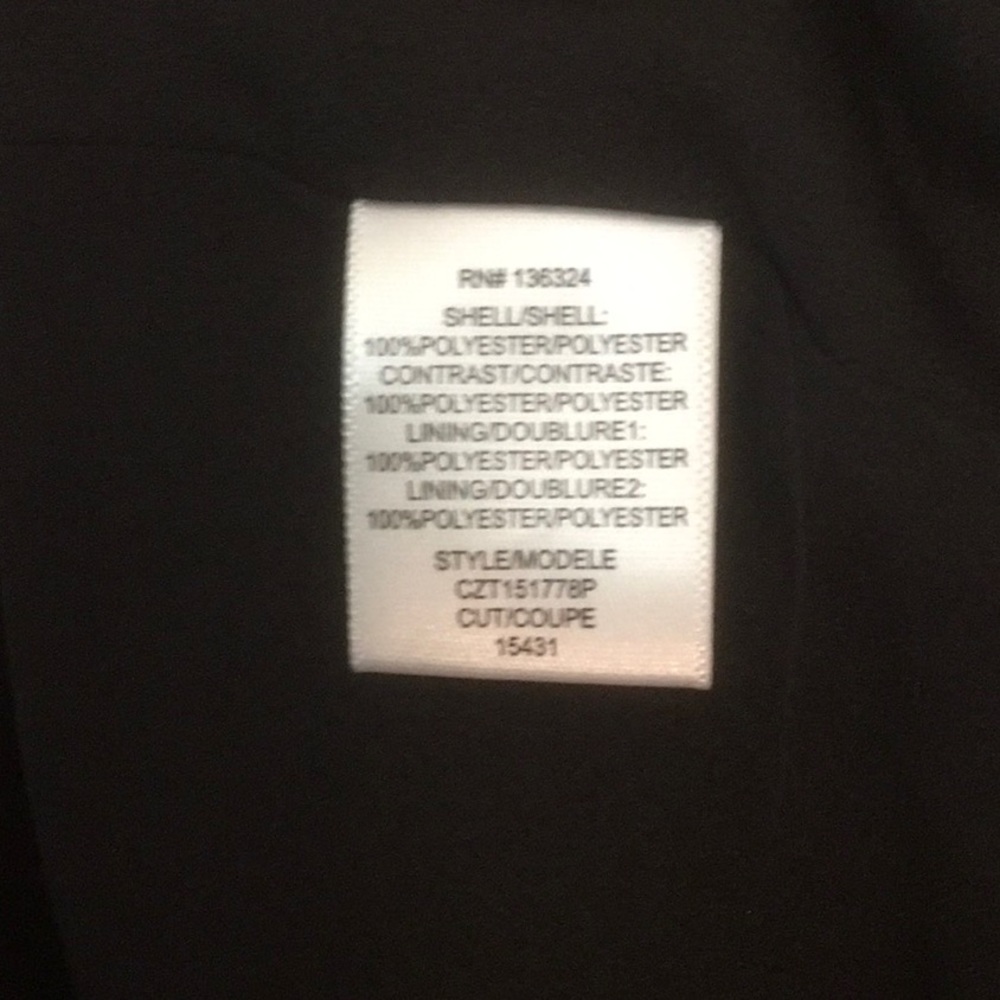 RN# 136324
SHELL/SHELL:
100%POLYESTER/POLYESTER
CONTRAST/CONTRASTE:
100%POLYESTER/POLYESTER
LINING/DOUBLURE1:
100%POLYESTER/POLYESTER
LINING/DOUBLURE2:
100%POLYESTER/POLYESTER
STYLE/MODELE
CZT151778P
CUT/COUPE
15431